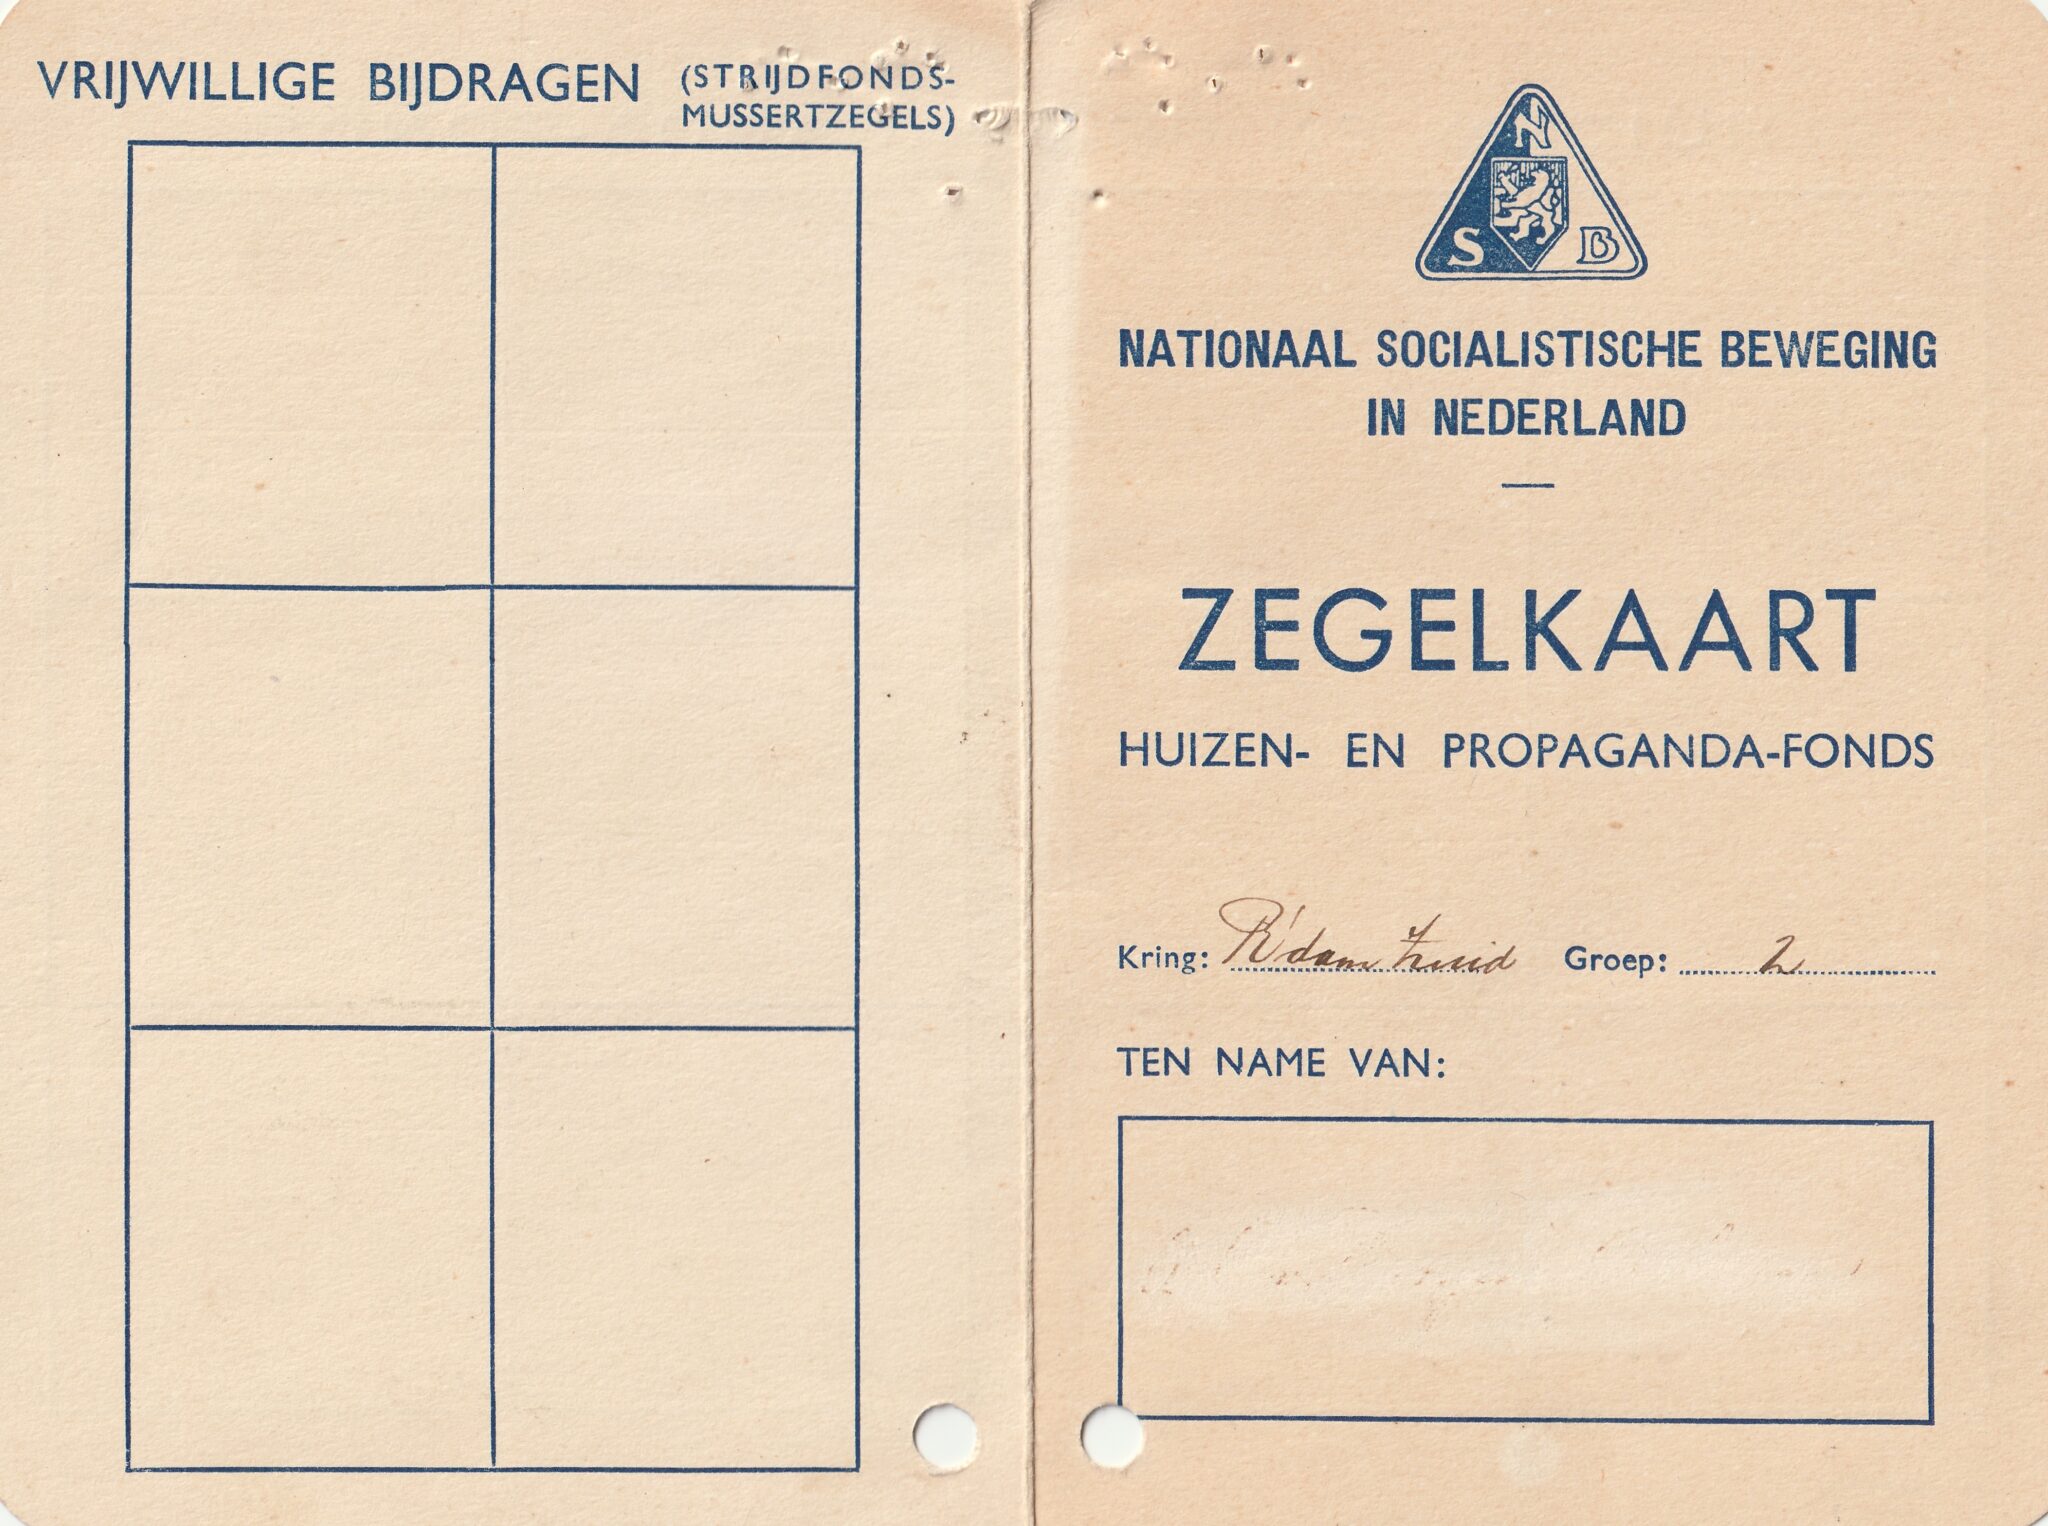 VRIJWILLIGE BIJDRAGEN (STRIJDFONDS-
MUSSERTZEGELS)
N
S B
NATIONAAL SOCIALISTISCHE BEWEGING
IN NEDERLAND
ZEGELKAART
HUIZEN- EN PROPAGANDA-FONDS
Kring: R'dam Zuid Groep: 2
TEN NAME VAN: